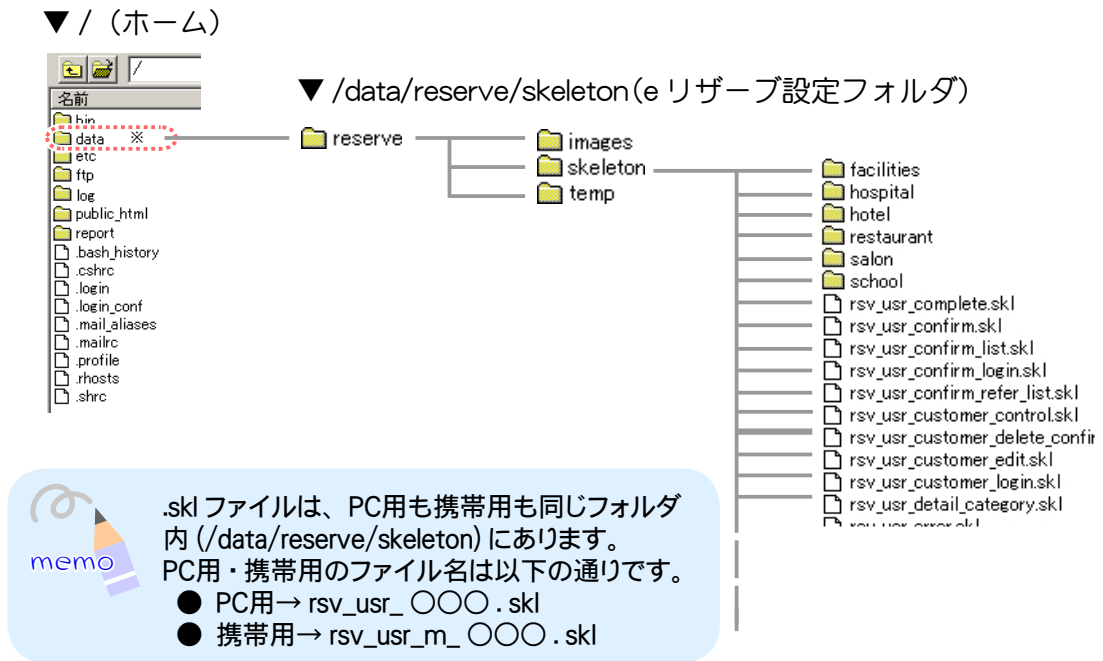 ▼ / （ホーム）
/
名前
bin
data ※
etc
ftp
log
public_html
report
.bash_history
.cshrc
.login
.login_conf
.mail_aliases
.mailrc
.profile
.rhosts
.shrc
▼ /data/reserve/skeleton（e リザーブ設定フォルダ）
reserve
images
skeleton
temp
facilities
hospital
hotel
restaurant
salon
school
rsv_usr_complete.skl
rsv_usr_confirm.skl
rsv_usr_confirm_list.skl
rsv_usr_confirm_login.skl
rsv_usr_confirm_refer_list.skl
rsv_usr_customer_control.skl
rsv_usr_customer_delete_confir
rsv_usr_customer_edit.skl
rsv_usr_customer_login.skl
rsv_usr_detail_category.skl
rsv_usr_error.skl
memo
.skl ファイルは、PC用も携帯用も同じフォルダ
内 (/data/reserve/skeleton) にあります。
PC用・携帯用のファイル名は以下の通りです。
● PC用→ rsv_usr_ ○○○ . skl
● 携帯用→ rsv_usr_m_ ○○○ . skl